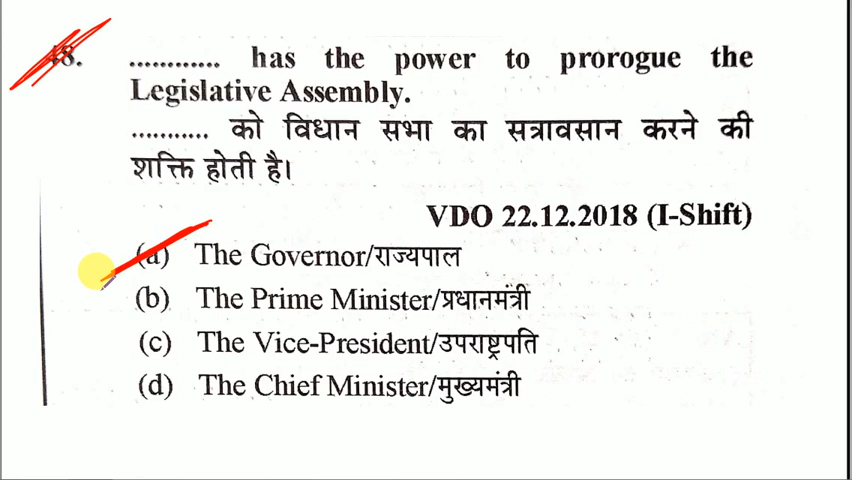 48. ............. has the power to prorogue the
Legislative Assembly.
........... को विधान सभा का सत्रावसान करने की
शक्ति होती है।
VDO 22.12.2018 (I-Shift)
(a) The Governor/राज्यपाल
(b) The Prime Minister/प्रधानमंत्री
(c) The Vice-President/उपराष्ट्रपति
(d) The Chief Minister/मुख्यमंत्री